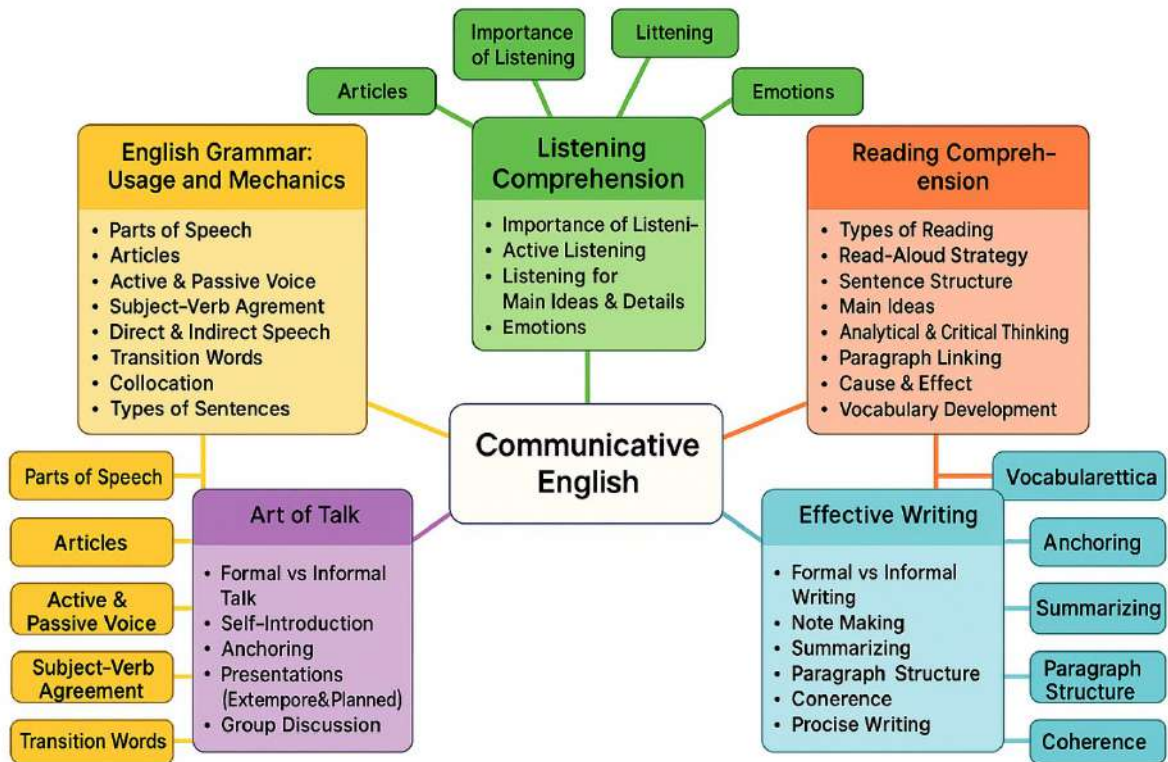 Importance
of Listening
Littening
Articles
Emotions
English Grammar:
Usage and Mechanics
• Parts of Speech
• Articles
• Active & Passive Voice
• Subject-Verb Agrement
• Direct & Indirect Speech
• Transition Words
• Collocation
• Types of Sentences
Listening
Comprehension
• Importance of Listeni-
• Active Listening
• Listening for
Main Ideas & Details
• Emotions
Reading Compreh-
ension
• Types of Reading
• Read-Aloud Strategy
• Sentence Structure
• Main Ideas
• Analytical & Critical Thinking
• Paragraph Linking
• Cause & Effect
• Vocabulary Development
Communicative
English
Parts of Speech
Articles
Active &
Passive Voice
Subject-Verb
Agreement
Transition Words
Art of Talk
• Formal vs Informal
Talk
• Self-Introduction
• Anchoring
• Presentations
(Extempore&Planned)
• Group Discussion
Effective Writing
• Formal vs Informal
Writing
• Note Making
• Summarizing
• Paragraph Structure
• Conerence
• Procise Writing
Vocabularettica
Anchoring
Summarizing
Paragraph
Structure
Coherence